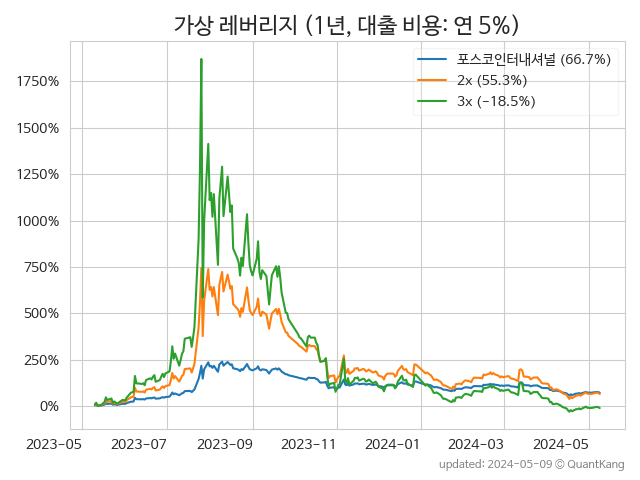 가상 레버리지 (1년, 대출 비용: 연 5%)
포스코인터내셔널 (66.7%)
2x (55.3%)
3x (−18.5%)
1750%
1500%
1250%
1000%
750%
500%
250%
0%
2023-05 2023-07 2023-09 2023-11 2024-01 2024-03 2024-05
updated: 2024-05-09 © QuantKang